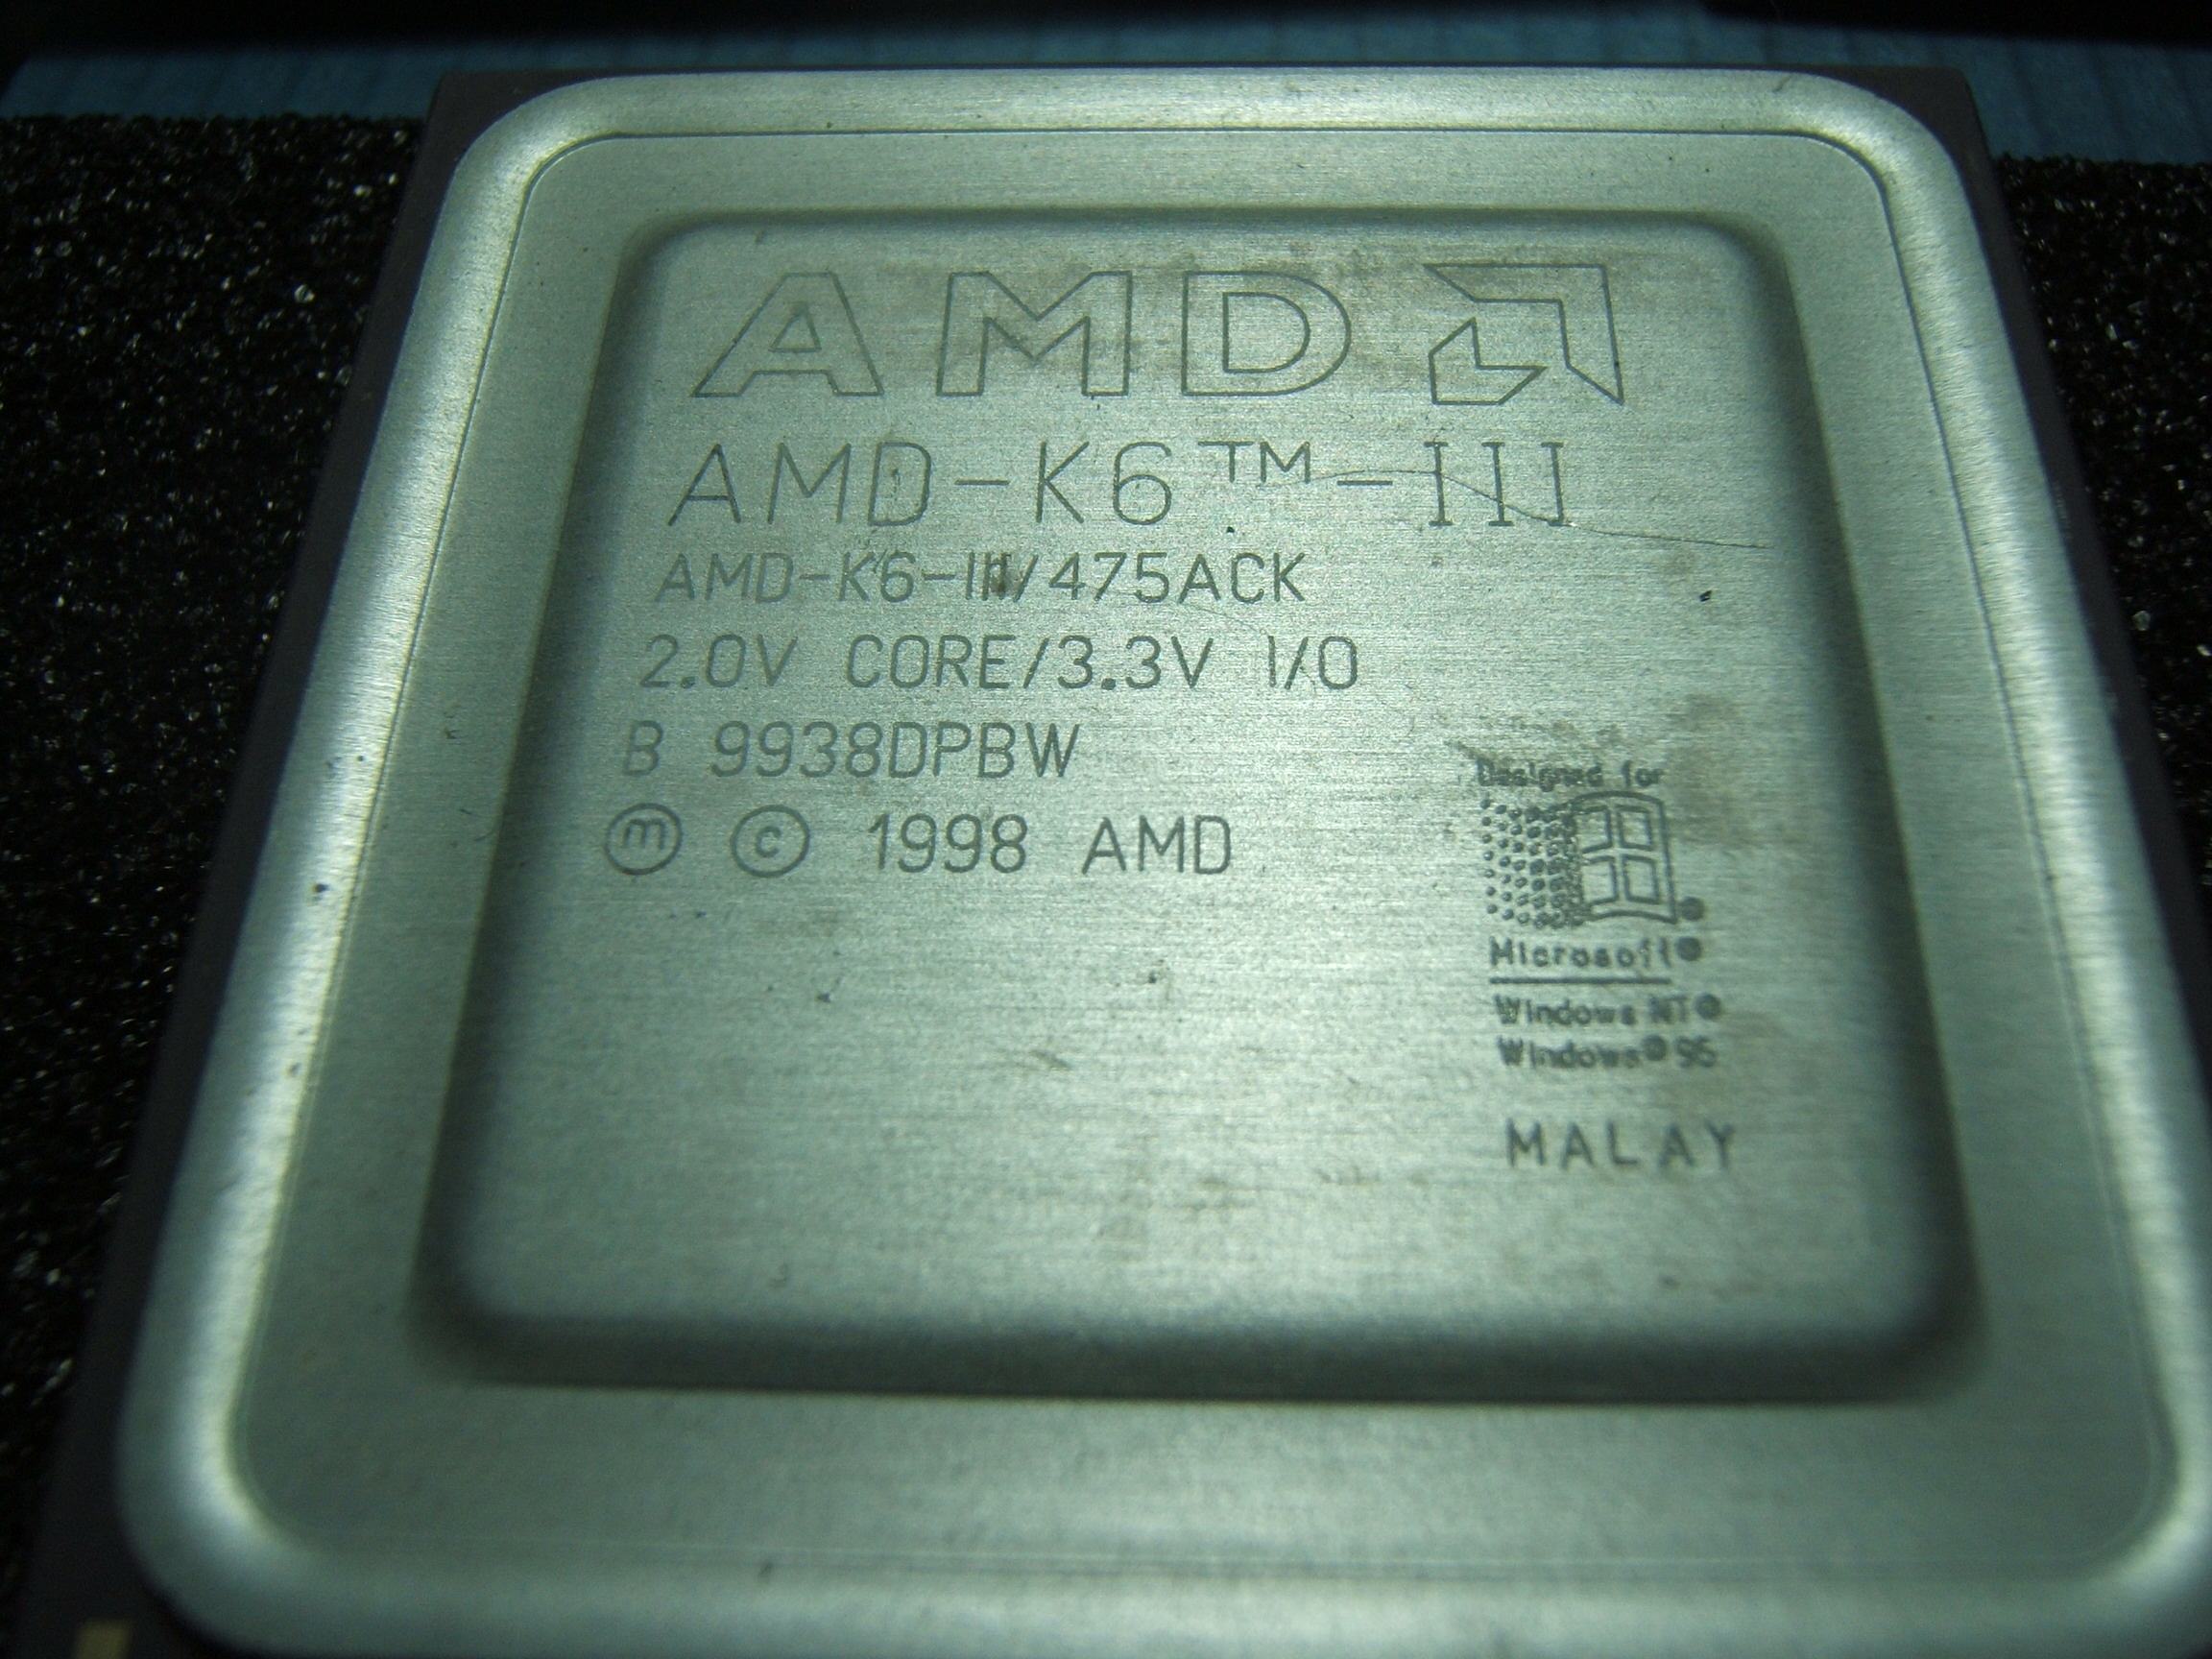 AMD
AMD-K6™-III
AMD-K6-III/475ACK
2.0V CORE/3.3V I/O
B 9938DPBW
ⓜ © 1998 AMD
Designed for
Microsoft®
Windows NT®
Windows® 95
MALAY